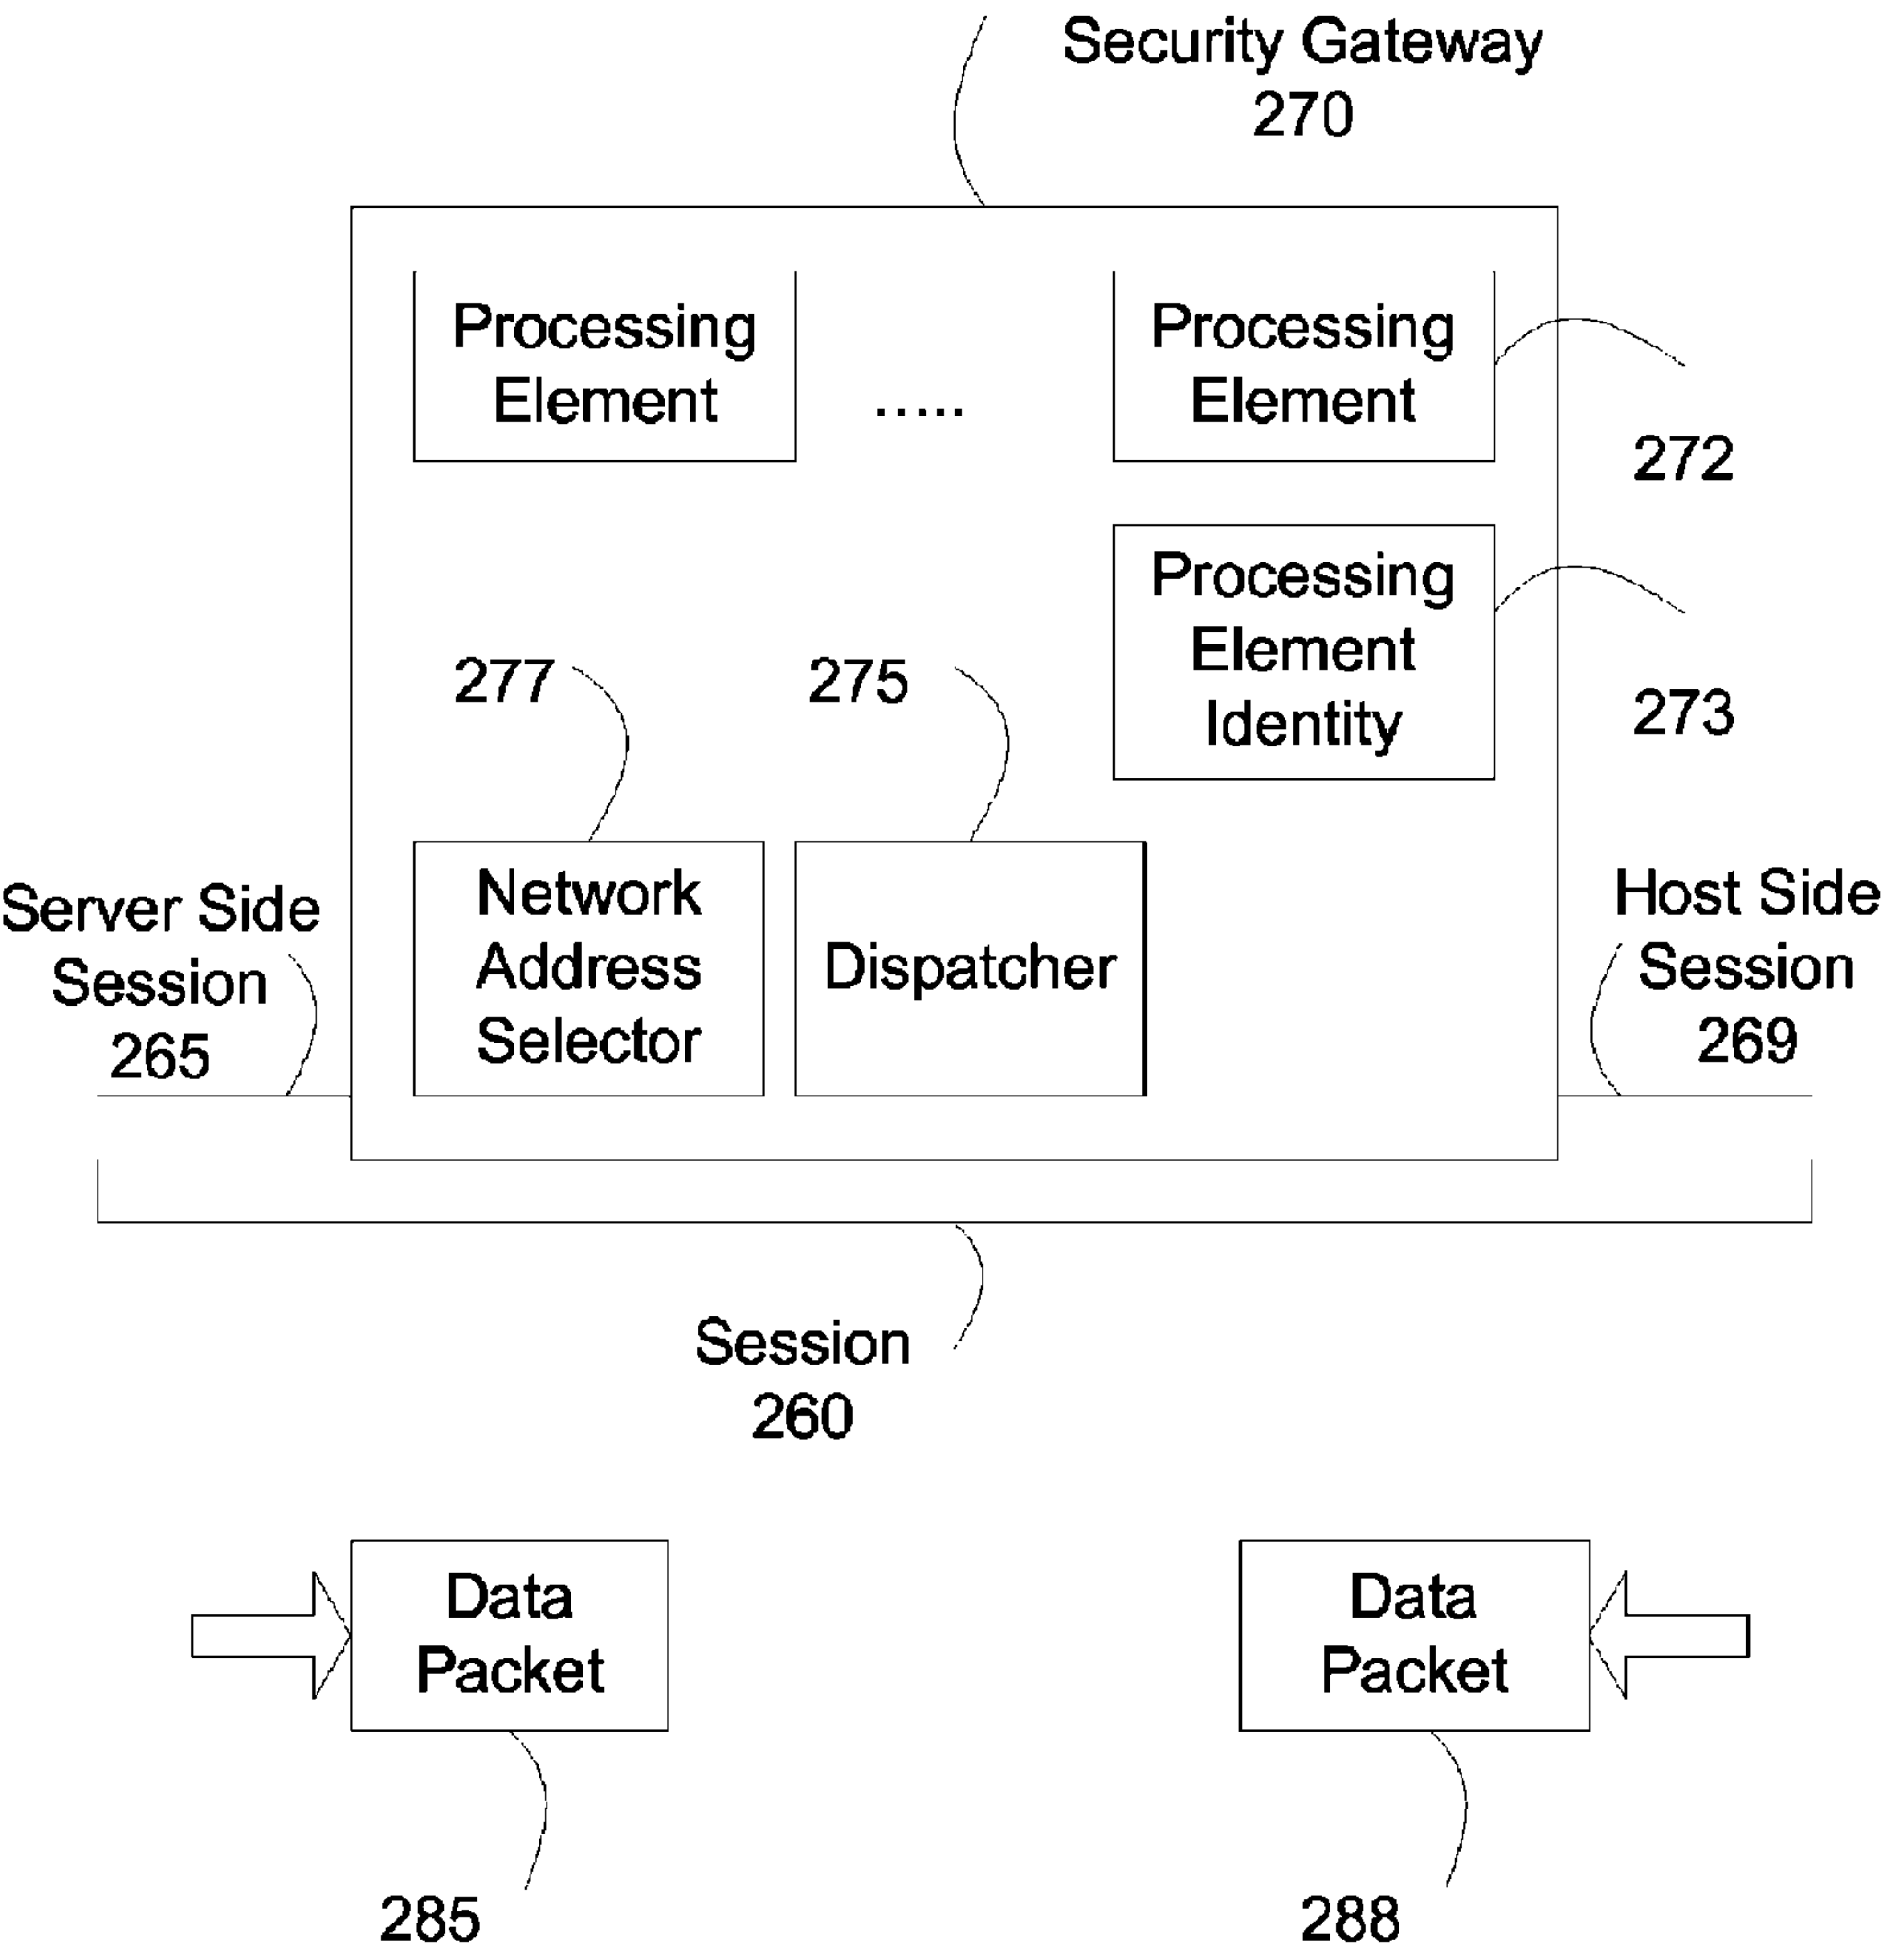 Security Gateway
270
Processing
Element
.....
Processing
Element
272
Processing
Element
Identity
273
277
275
Network
Address
Selector
Dispatcher
Server Side
Session
265
Host Side
Session
269
Session
260
Data
Packet
Data
Packet
285
288